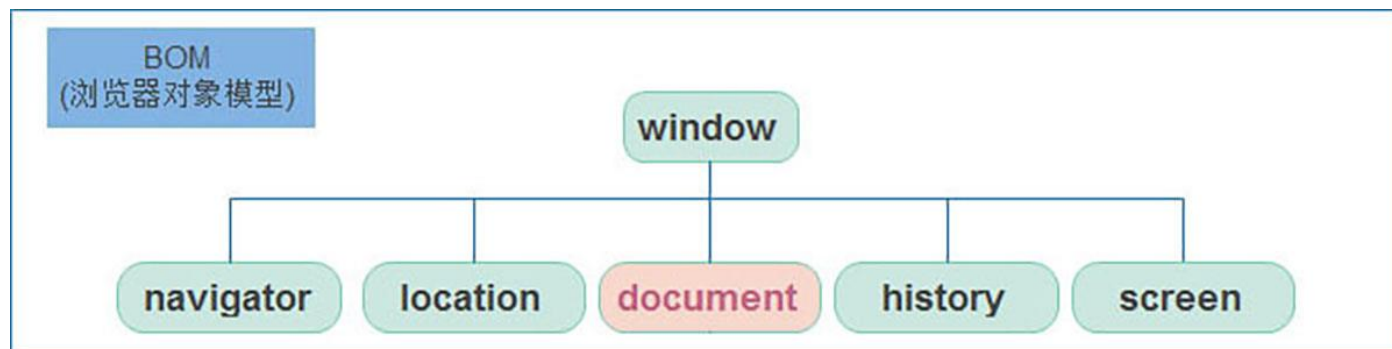 BOM
(浏览器对象模型)
window
navigator
location
document
history
screen